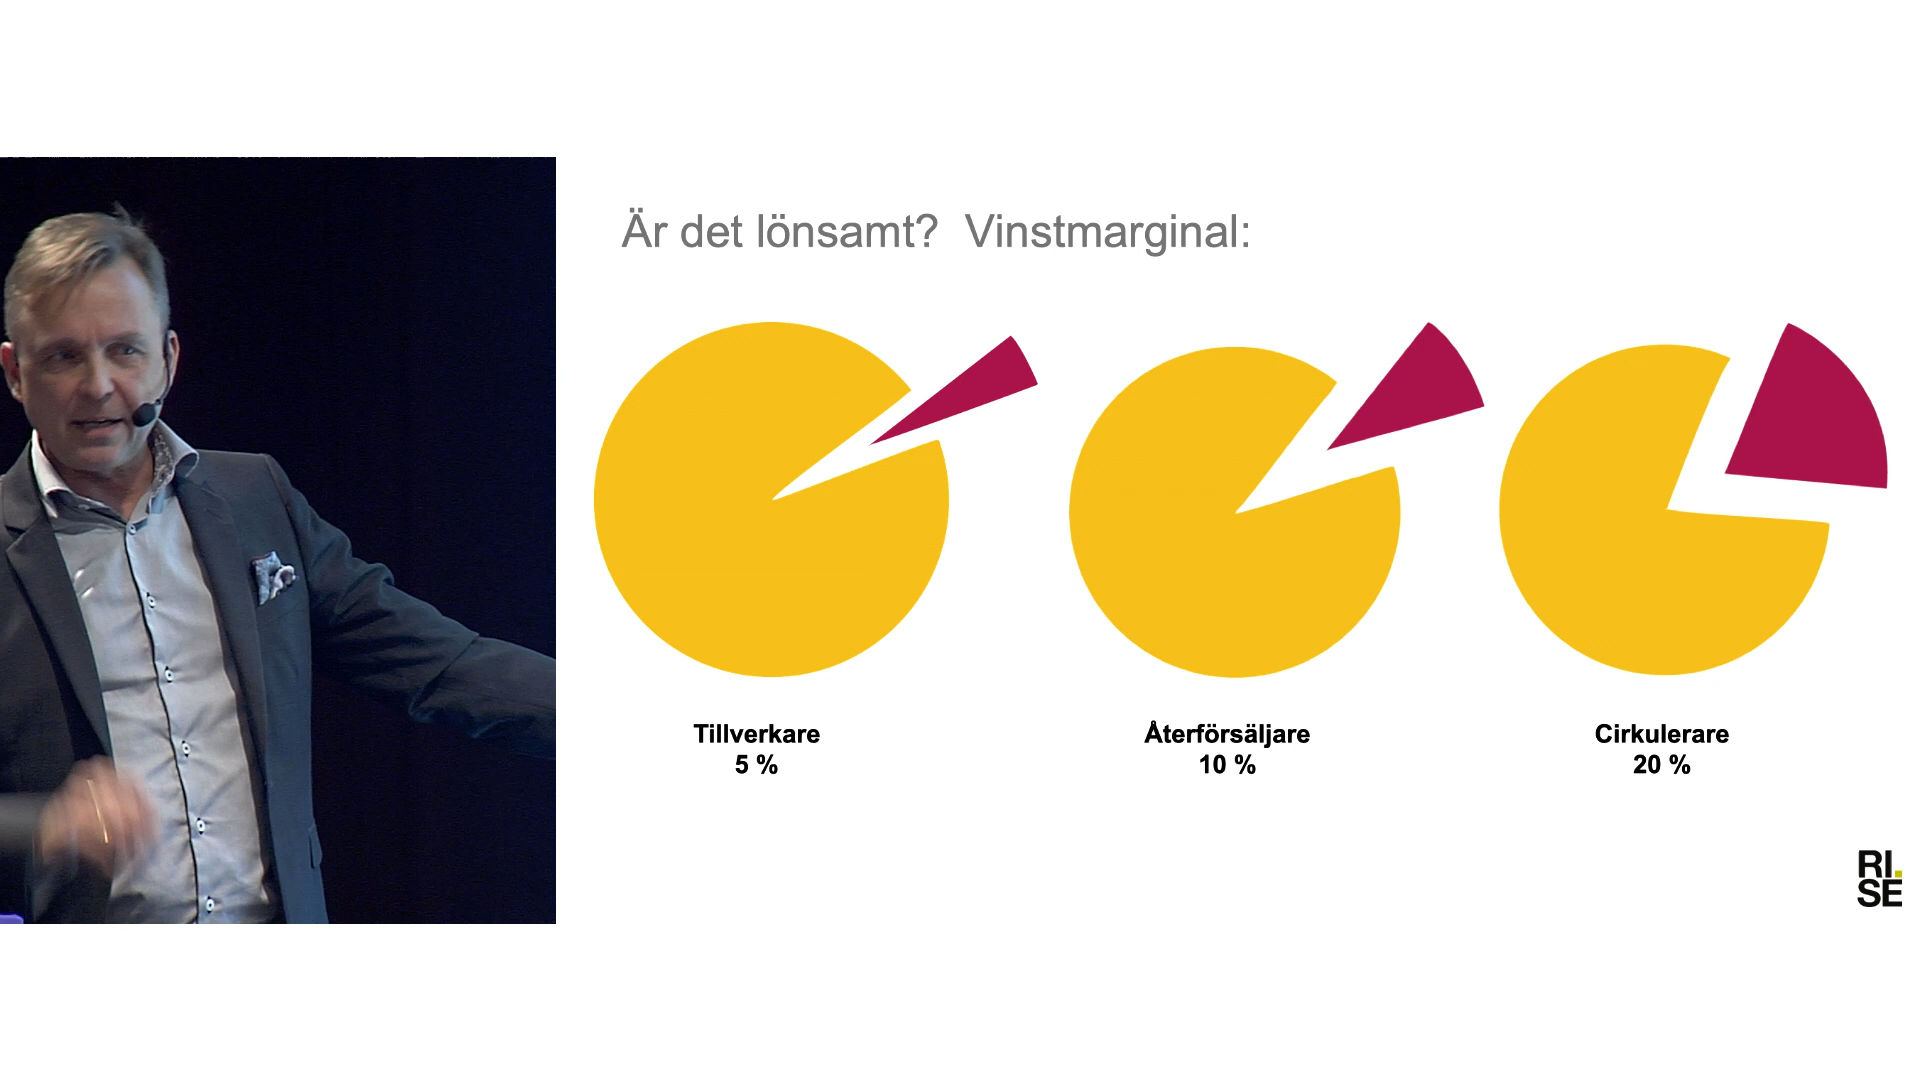 Är det lönsamt?  Vinstmarginal:
Tillverkare
5 %
Återförsäljare
10 %
Cirkulerare
20 %
RI.
SE